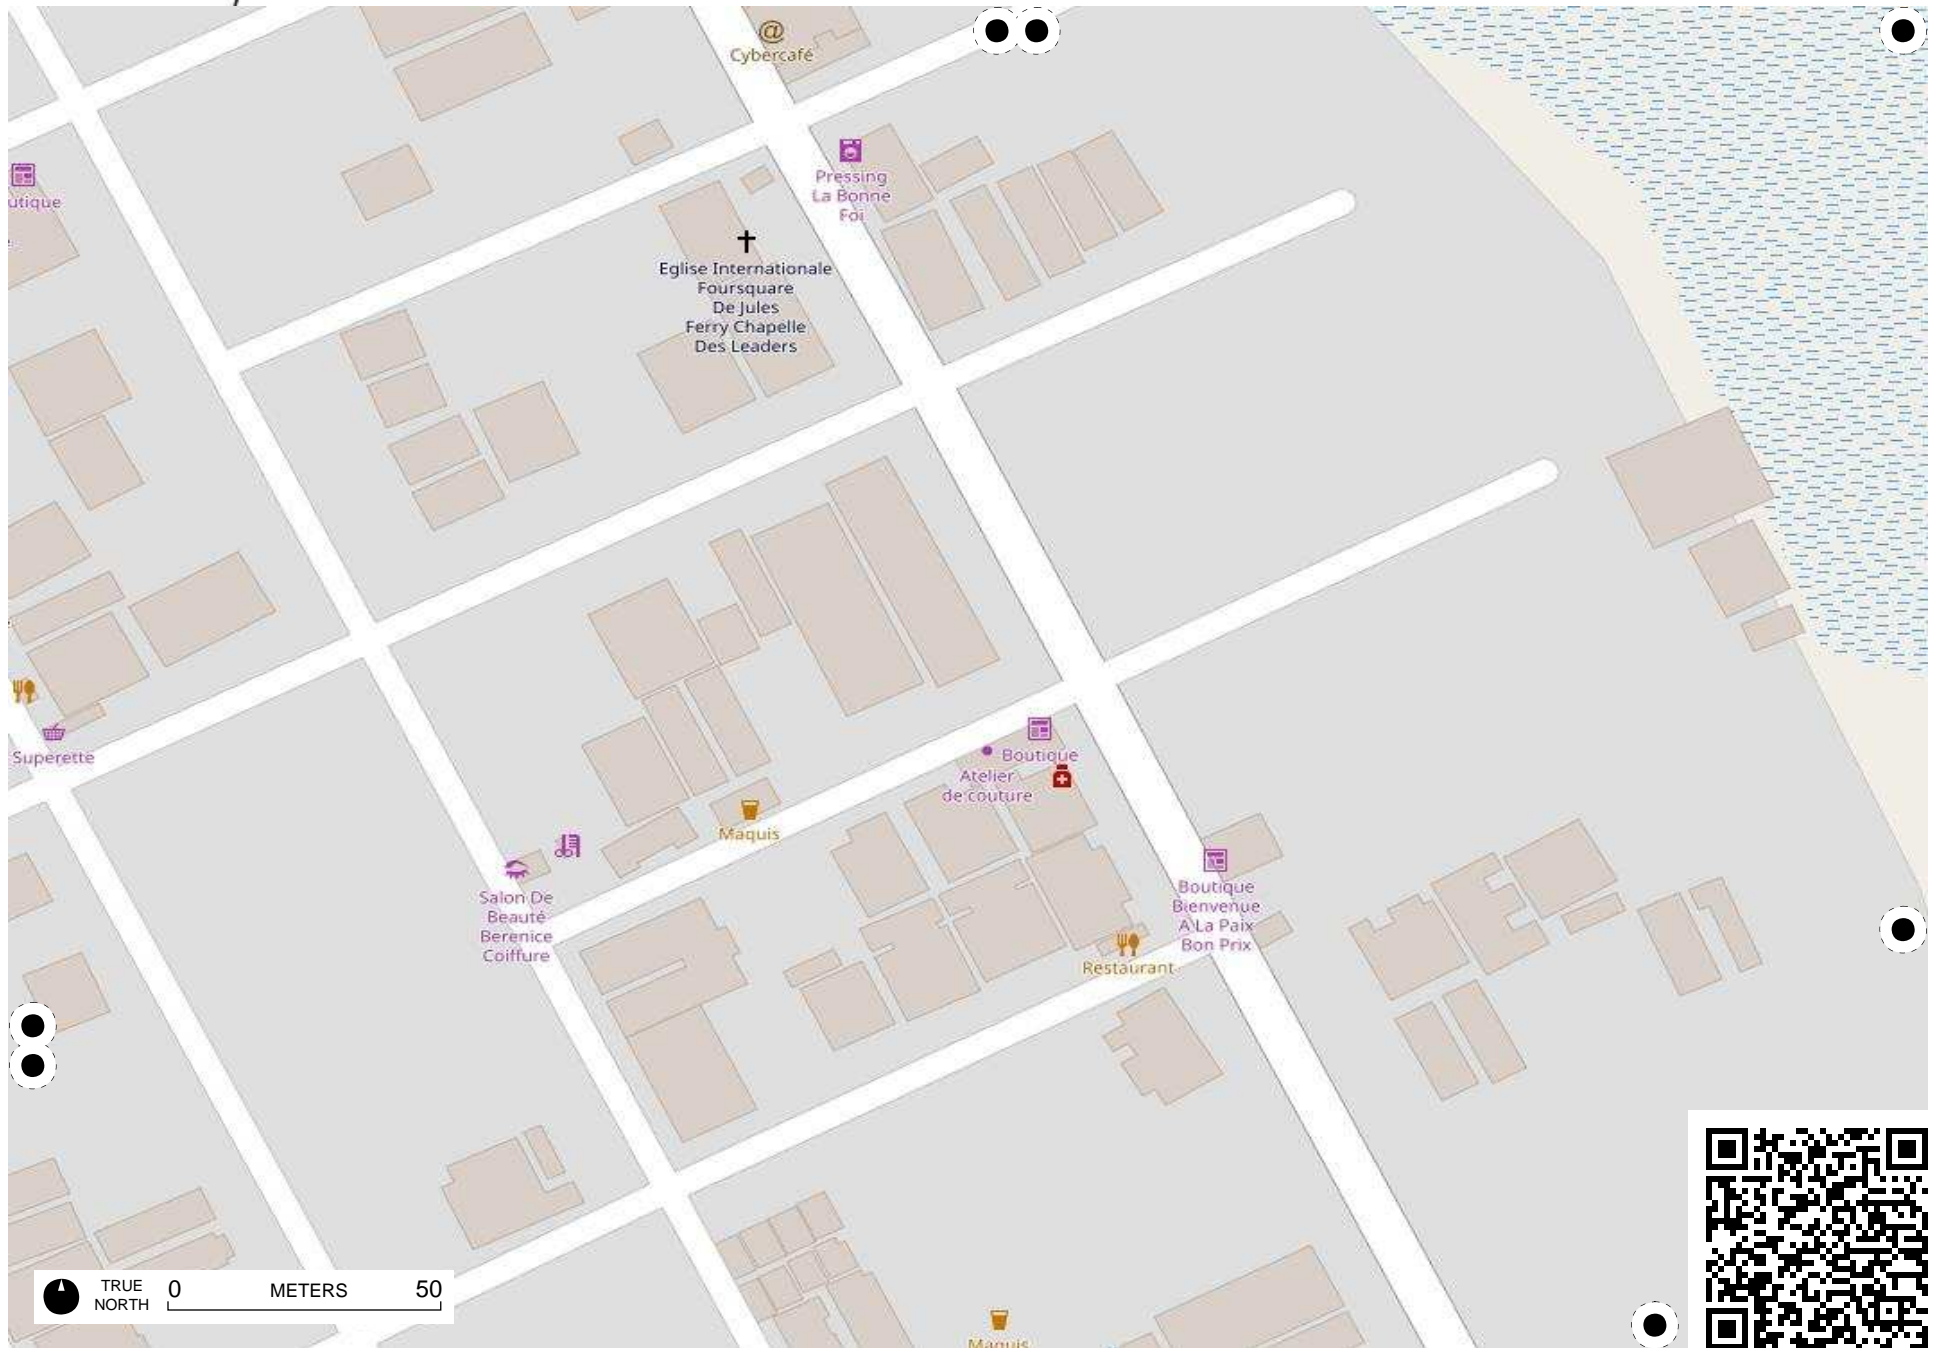 Cybercafé
Pressing
La Bonne
Foi
utique
Eglise Internationale
Foursquare
De Jules
Ferry Chapelle
Des Leaders
Superette
Boutique
Atelier
de couture
Maquis
Salon De
Beauté
Berenice
Coiffure
Boutique
Bienvenue
A La Paix
Bon Prix
Restaurant
TRUE
NORTH
0 METERS 50
Maquis